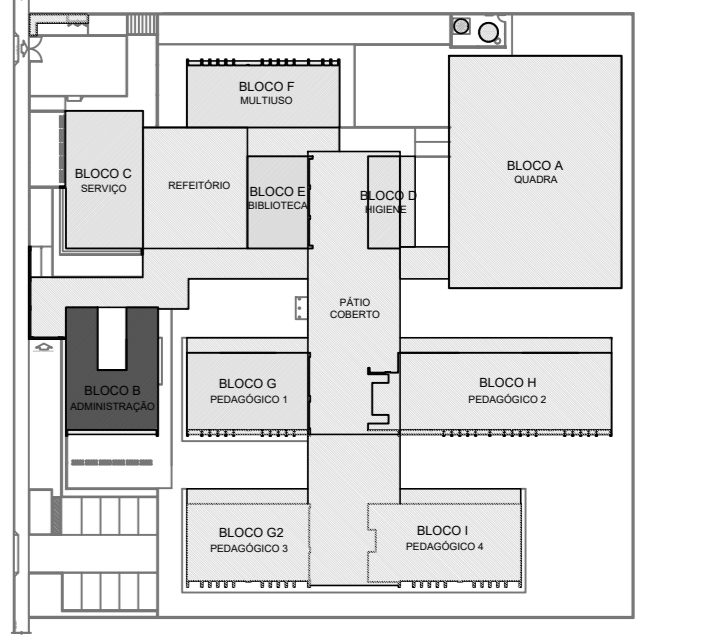 BLOCO F
MULTIUSO
BLOCO A
QUADRA
BLOCO C
SERVIÇO
REFEITÓRIO
BLOCO E
BIBLIOTECA
BLOCO D
HIGIENE
PÁTIO
COBERTO
BLOCO B
ADMINISTRAÇÃO
BLOCO G
PEDAGÓGICO 1
BLOCO H
PEDAGÓGICO 2
BLOCO G2
PEDAGÓGICO 3
BLOCO I
PEDAGÓGICO 4